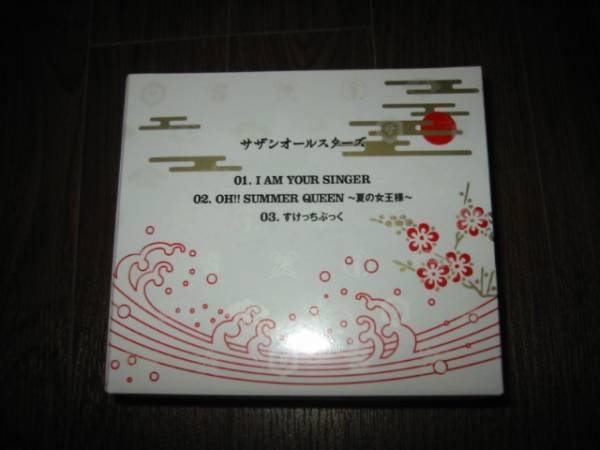 サザンオールスターズ
01. I AM YOUR SINGER
02. OH!! SUMMER QUEEN ～夏の女王様～
03. すけっちぶっく